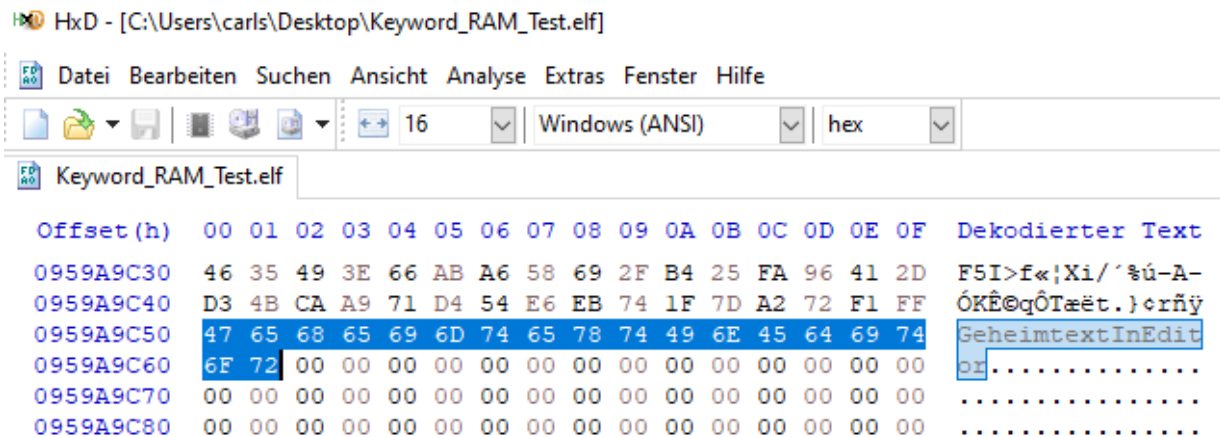 HxD - [C:\Users\carls\Desktop\Keyword_RAM_Test.elf]
Datei Bearbeiten Suchen Ansicht Analyse Extras Fenster Hilfe
16 Windows (ANSI) hex
Keyword_RAM_Test.elf
Offset(h) 00 01 02 03 04 05 06 07 08 09 0A 0B 0C 0D 0E 0F Dekodierter Text
0959A9C30 46 35 49 3E 66 AB A6 58 69 2F B4 25 FA 96 41 2D F5I>f«¦Xi/´%ú–A-
0959A9C40 D3 4B CA A9 71 D4 54 E6 EB 74 1F 7D A2 72 F1 FF ÓKÊ©qÔTæët.}¢rñÿ
0959A9C50 47 65 68 65 69 6D 74 65 78 74 49 6E 45 64 69 74 GeheimtextInEdit
0959A9C60 6F 72 00 00 00 00 00 00 00 00 00 00 00 00 00 00 or..............
0959A9C70 00 00 00 00 00 00 00 00 00 00 00 00 00 00 00 00 ................
0959A9C80 00 00 00 00 00 00 00 00 00 00 00 00 00 00 00 00 ................